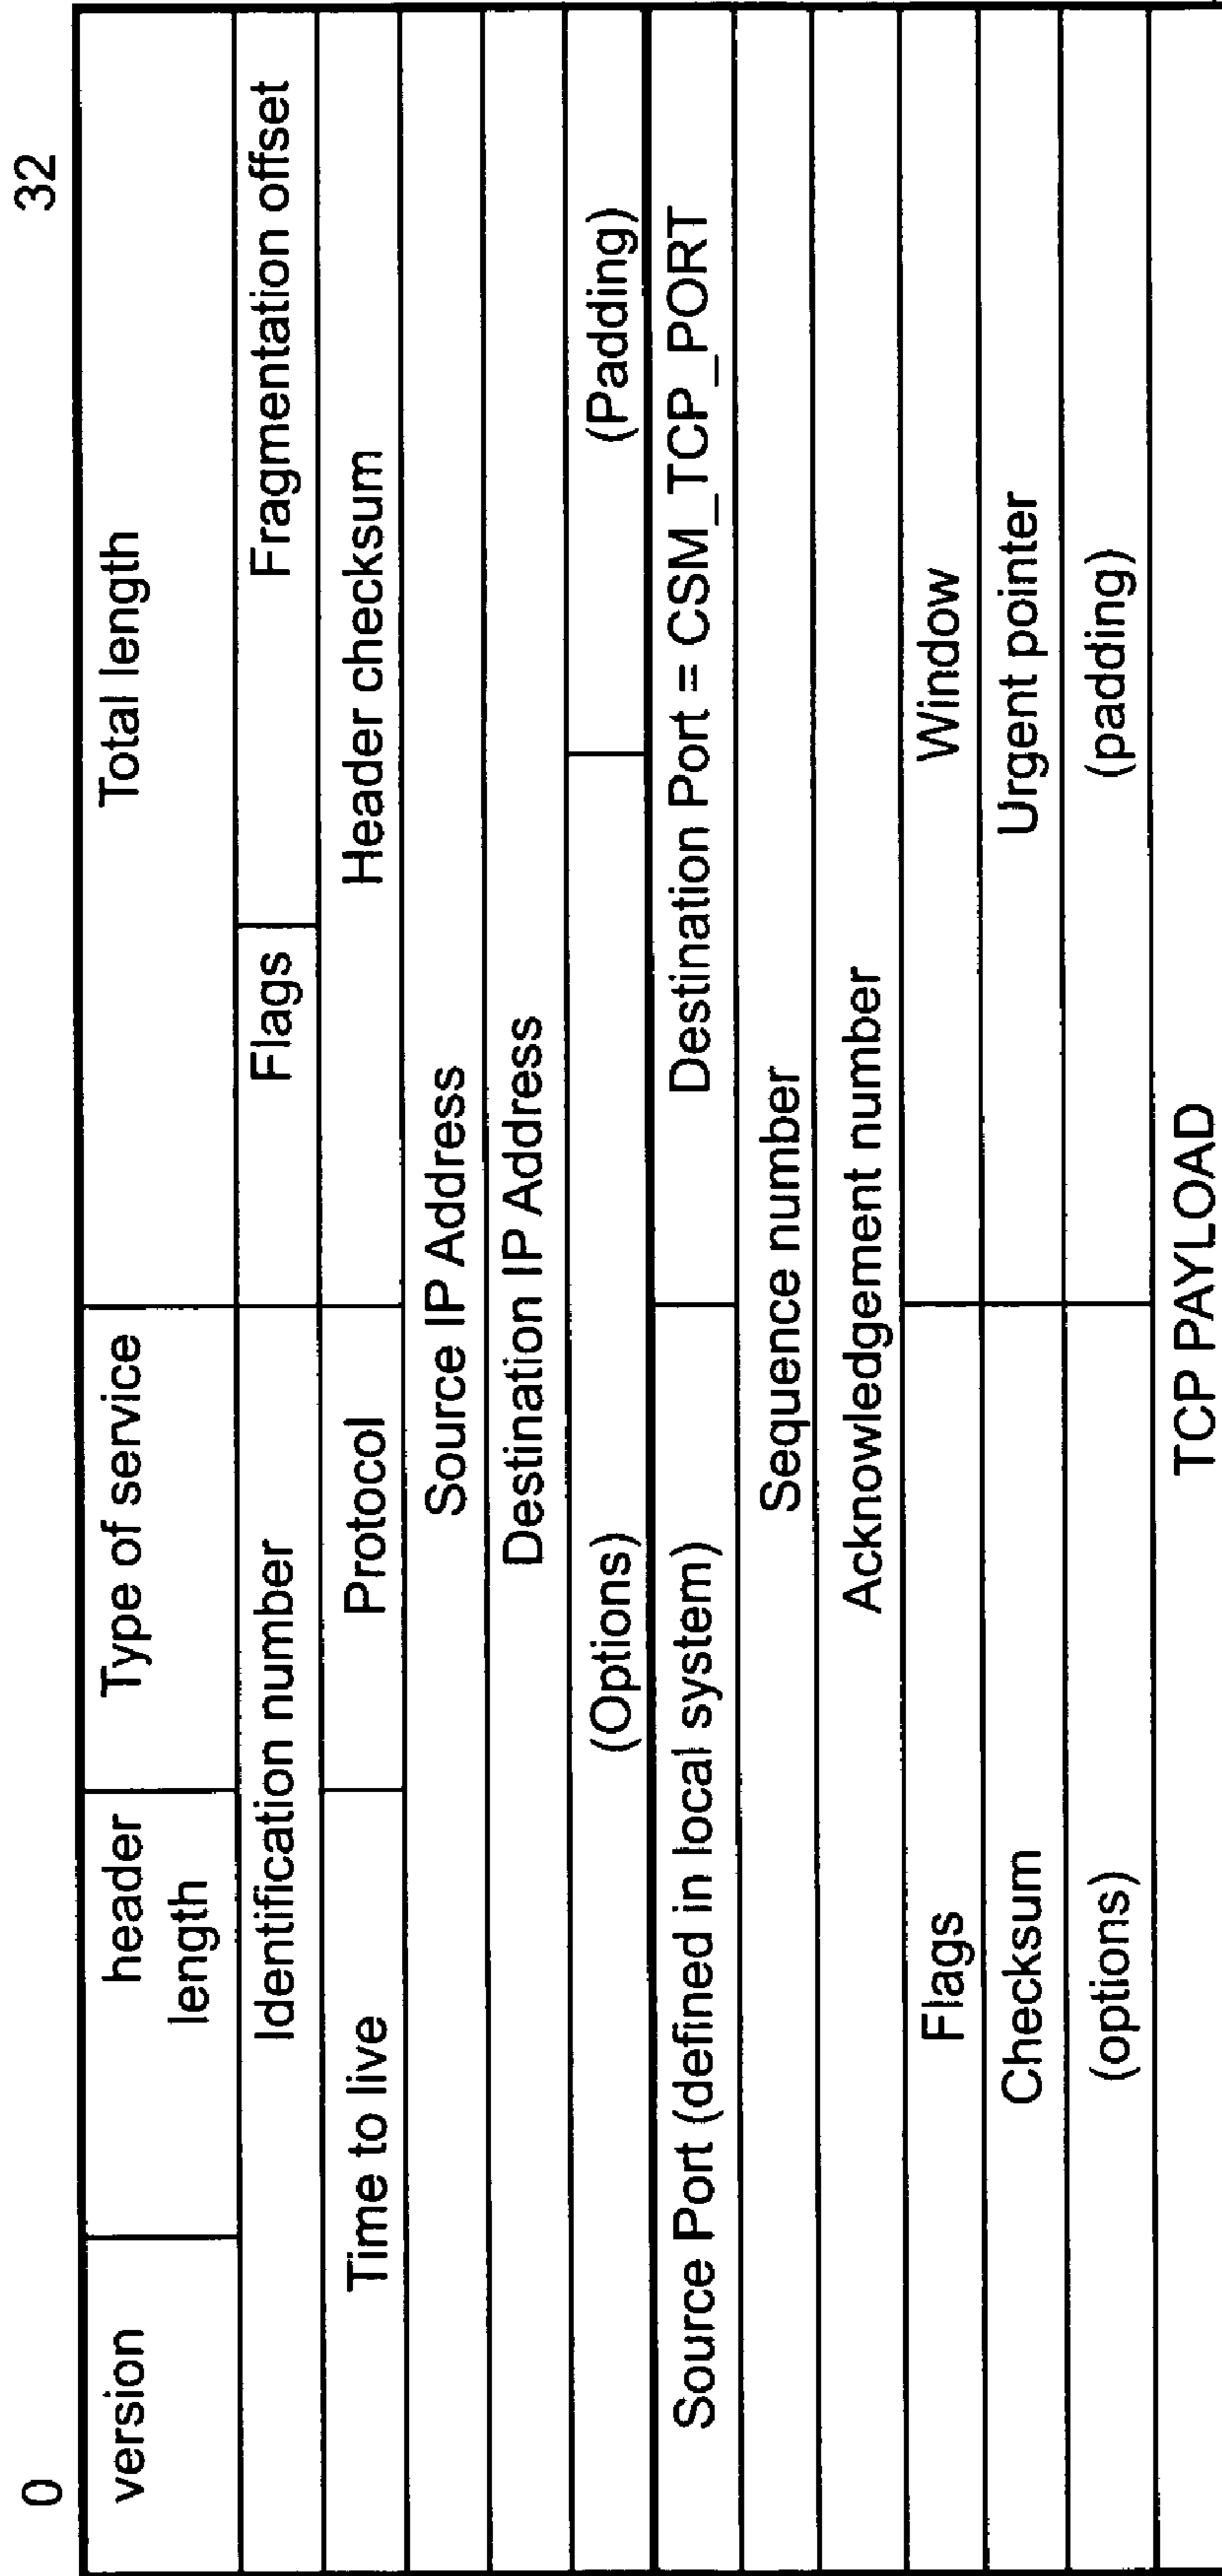 0 32
version header length Type of service Total length
Identification number Flags Fragmentation offset
Time to live Protocol Header checksum
Source IP Address
Destination IP Address
(Options) (Padding)
Source Port (defined in local system) Destination Port = CSM_TCP_PORT
Sequence number
Acknowledgement number
Flags Window
Checksum Urgent pointer
(options) (padding)
TCP PAYLOAD